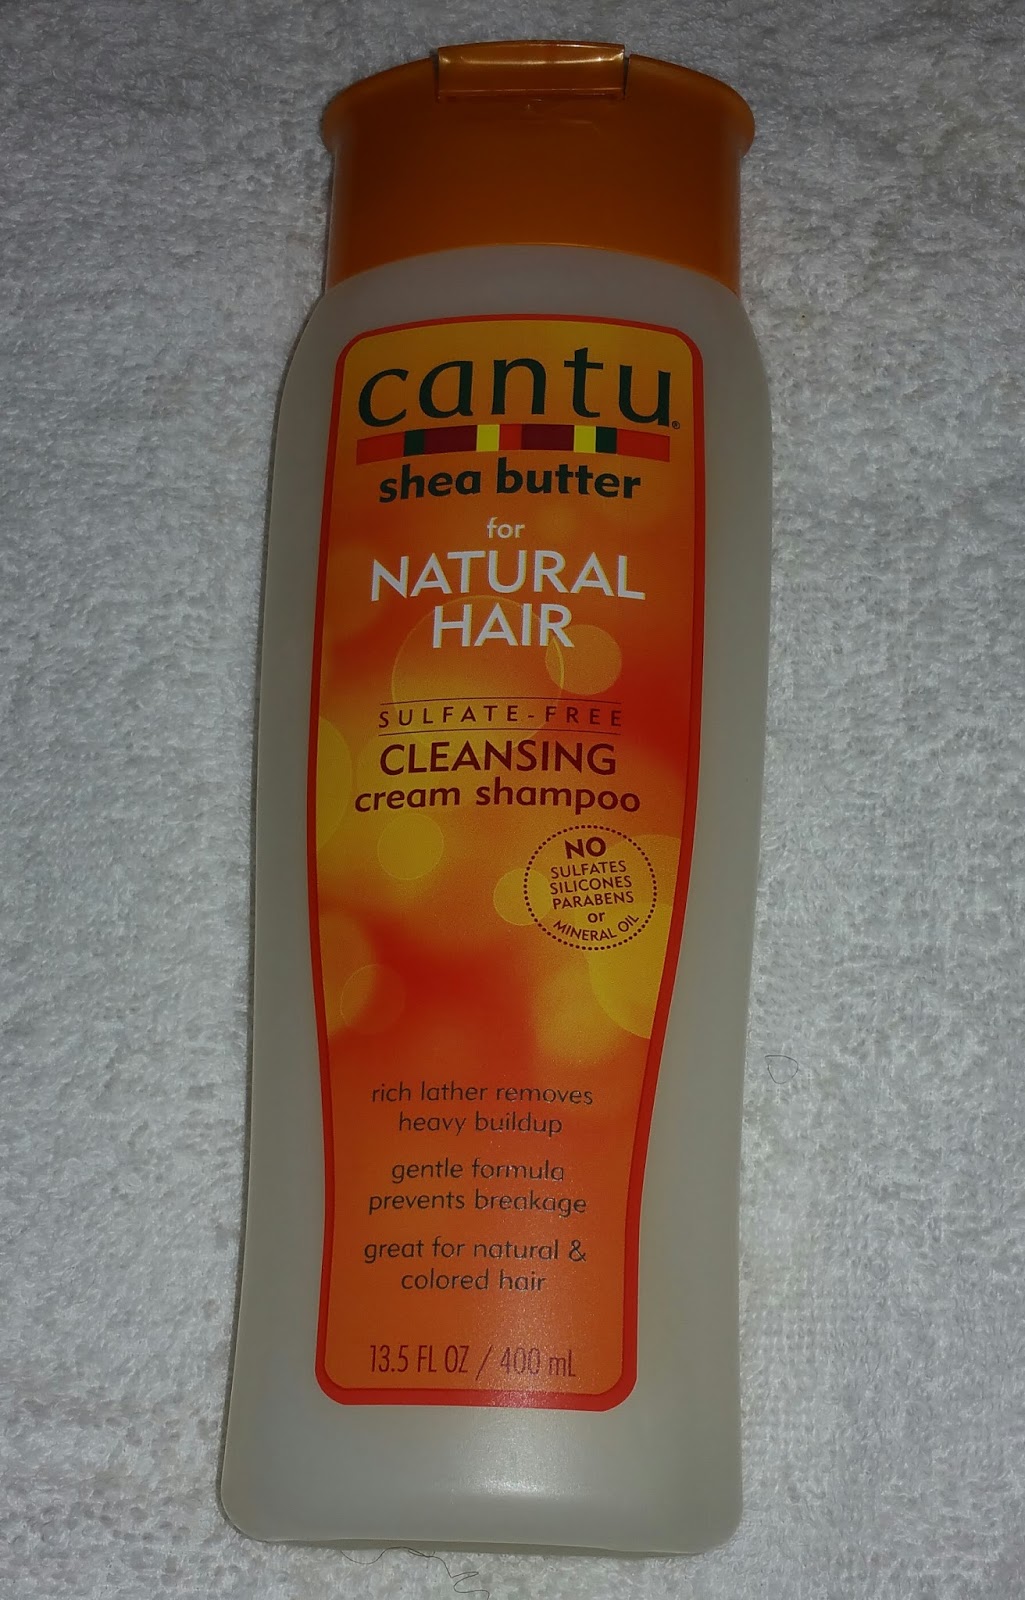 cantu®
shea butter
for
NATURAL
HAIR
SULFATE-FREE
CLEANSING
cream shampoo
NO
SULFATES
SILICONES
PARABENS
or
MINERAL OIL
rich lather removes
heavy buildup
gentle formula
prevents breakage
great for natural &
colored hair
13.5 FL OZ / 400 mL